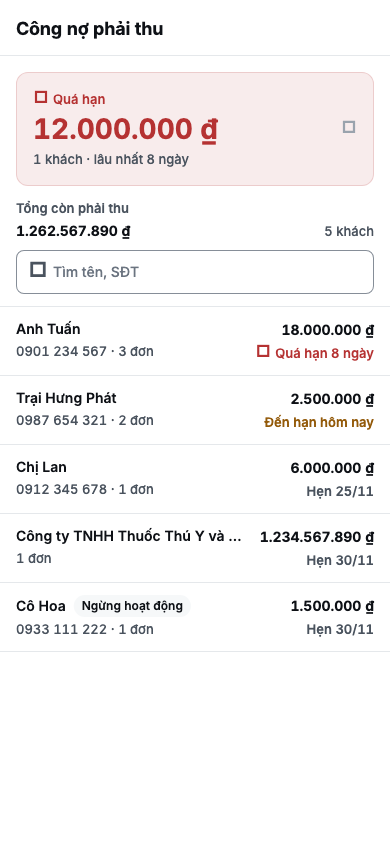 Công nợ phải thu
Quá hạn
12.000.000 ₫
1 khách · lâu nhất 8 ngày
Tổng còn phải thu
1.262.567.890 ₫ 5 khách
Tìm tên, SĐT
Anh Tuấn 18.000.000 ₫
0901 234 567 · 3 đơn Quá hạn 8 ngày
Trại Hưng Phát 2.500.000 ₫
0987 654 321 · 2 đơn Đến hạn hôm nay
Chị Lan 6.000.000 ₫
0912 345 678 · 1 đơn Hẹn 25/11
Công ty TNHH Thuốc Thú Y và ... 1.234.567.890 ₫
1 đơn Hẹn 30/11
Cô Hoa Ngừng hoạt động 1.500.000 ₫
0933 111 222 · 1 đơn Hẹn 30/11